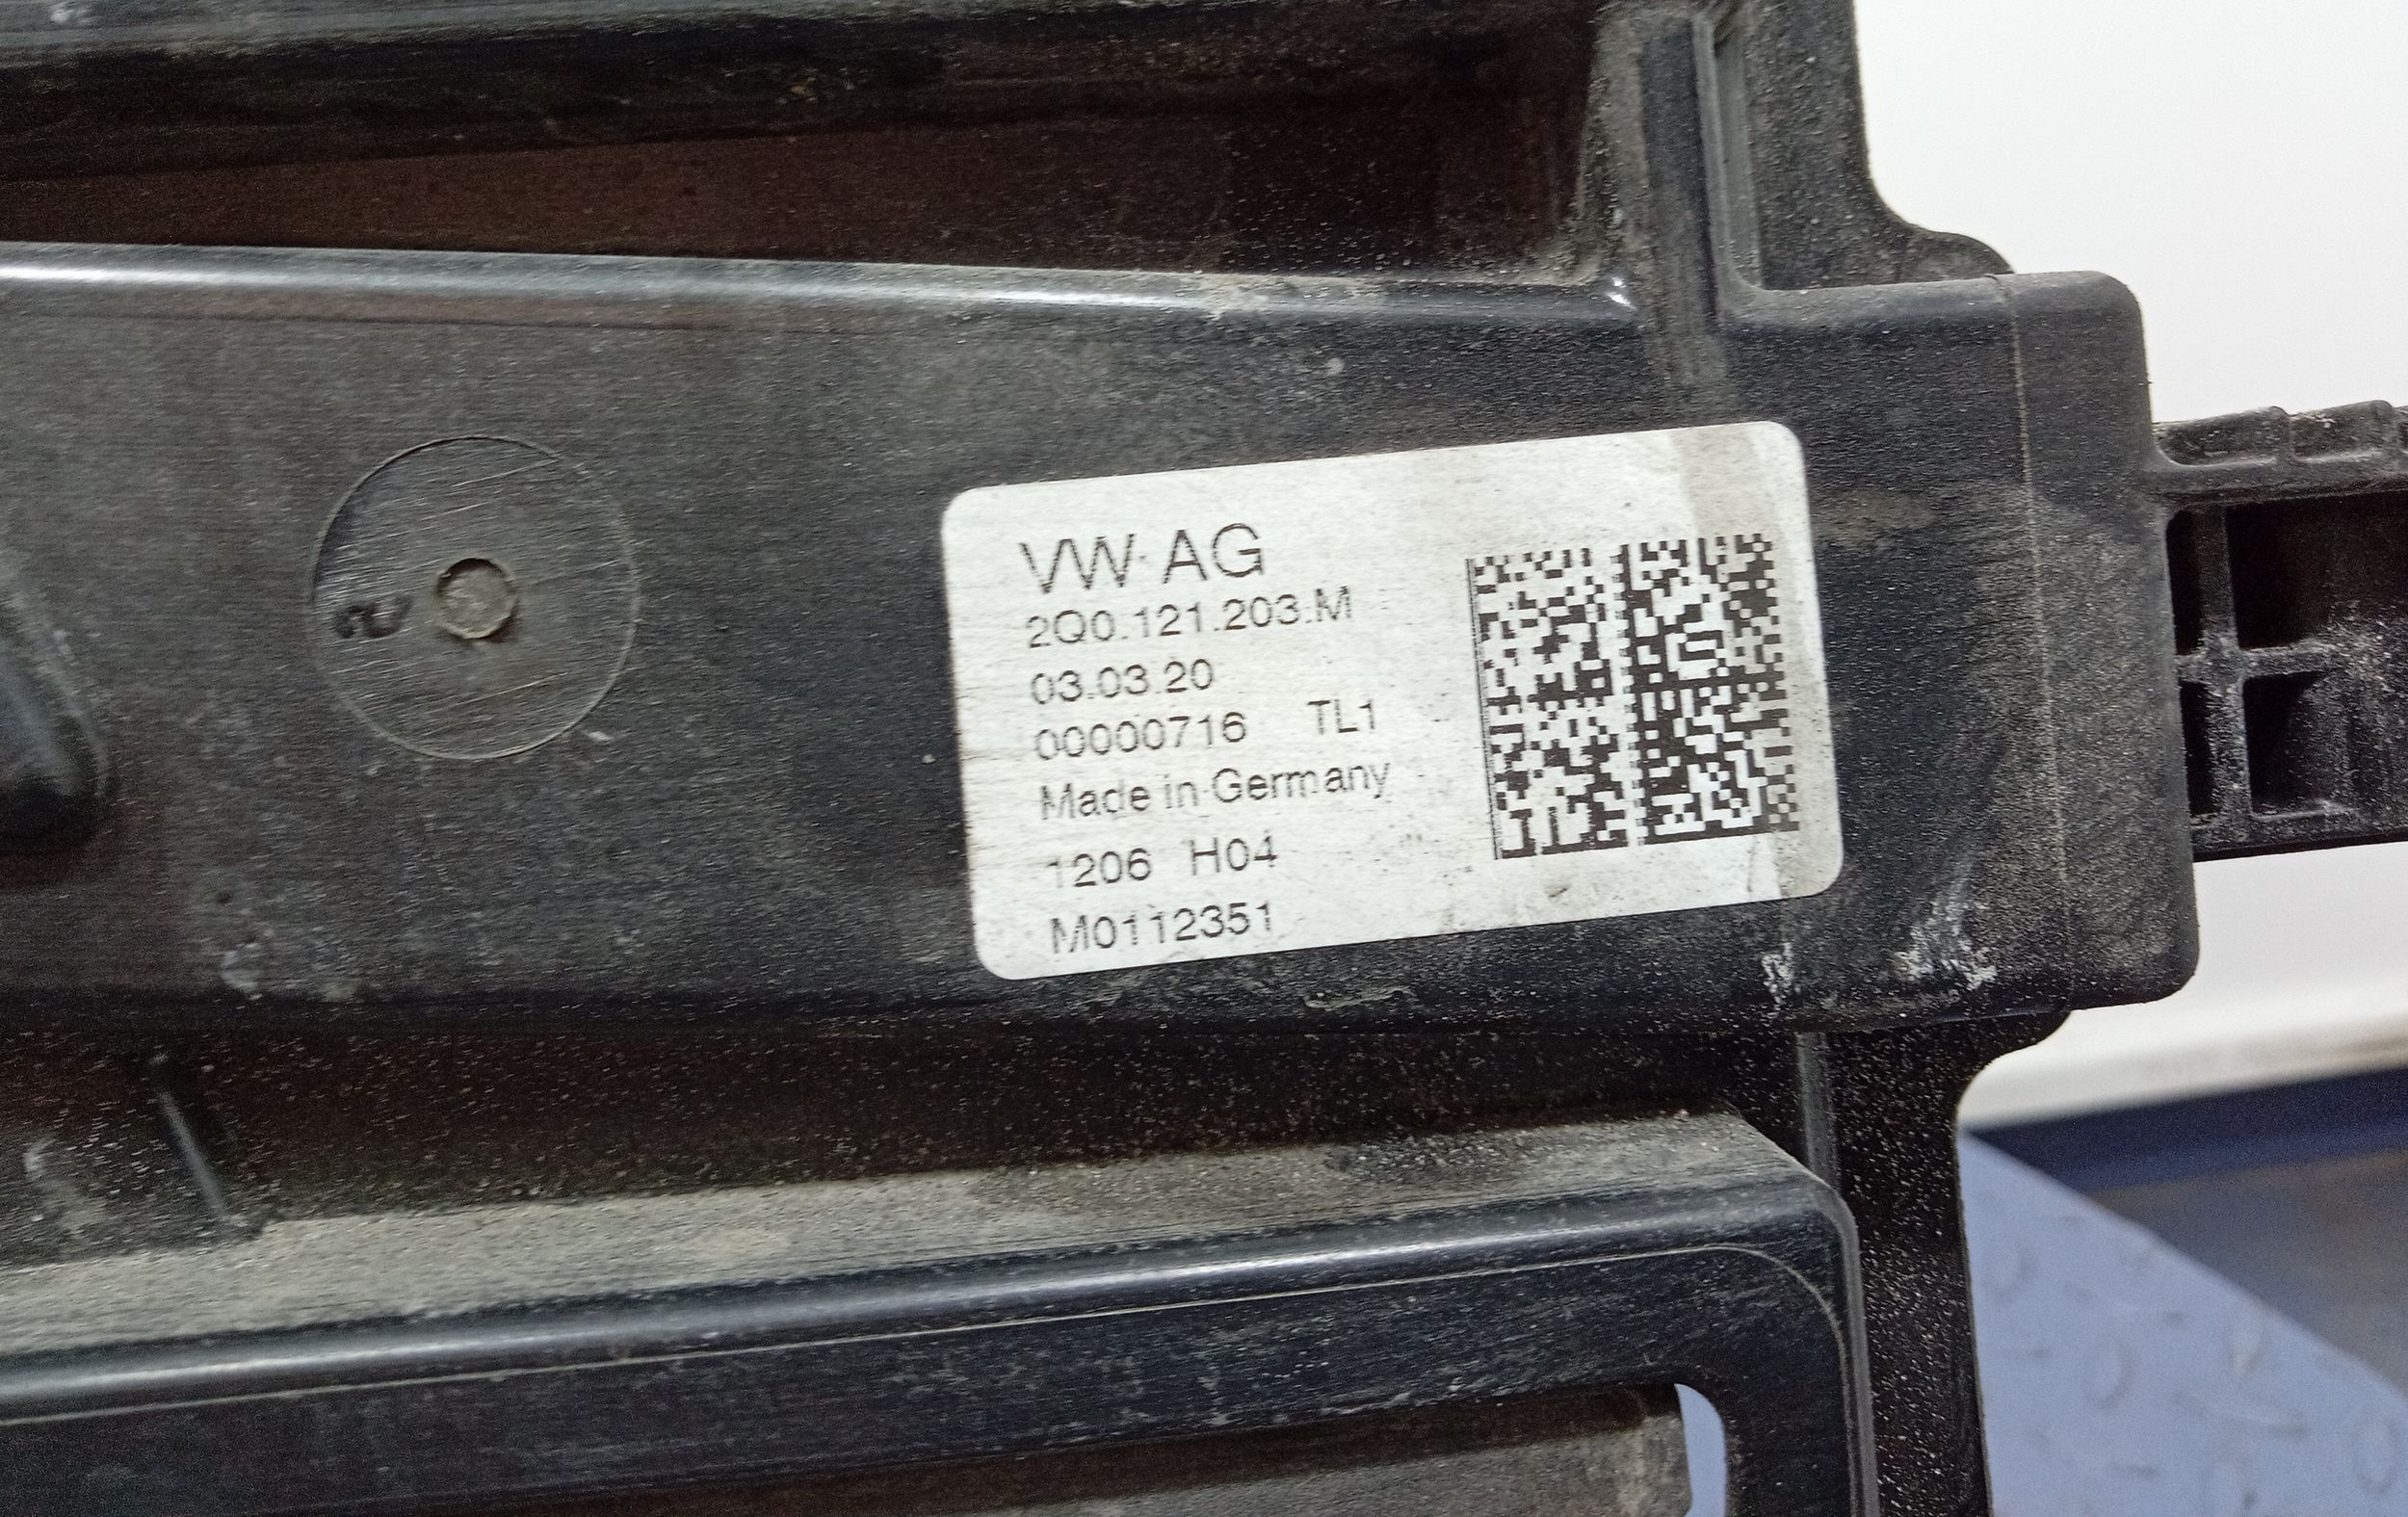 VW AG
2Q0.121.203.M
03.03.20
00000716 TL1
Made in Germany
1206 H04
M0112351